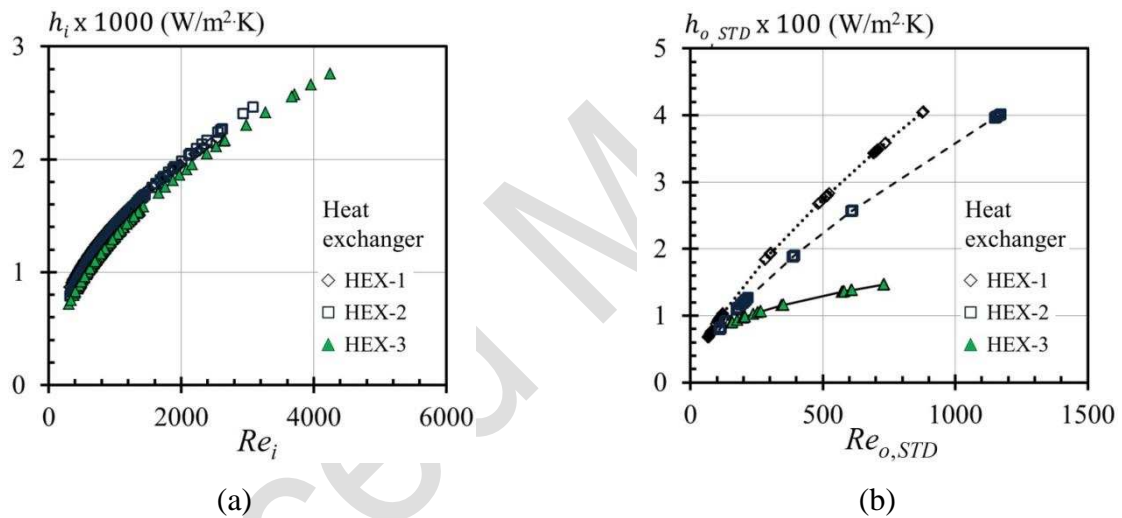 h_i x 1000 (W/m²·K)
3
2
1
0
0 2000 4000 6000
Re_i
Heat
exchanger
HEX-1
HEX-2
HEX-3
(a)
h_o,STD x 100 (W/m²·K)
5
4
3
2
1
0
0 500 1000 1500
Re_o,STD
Heat
exchanger
HEX-1
HEX-2
HEX-3
(b)